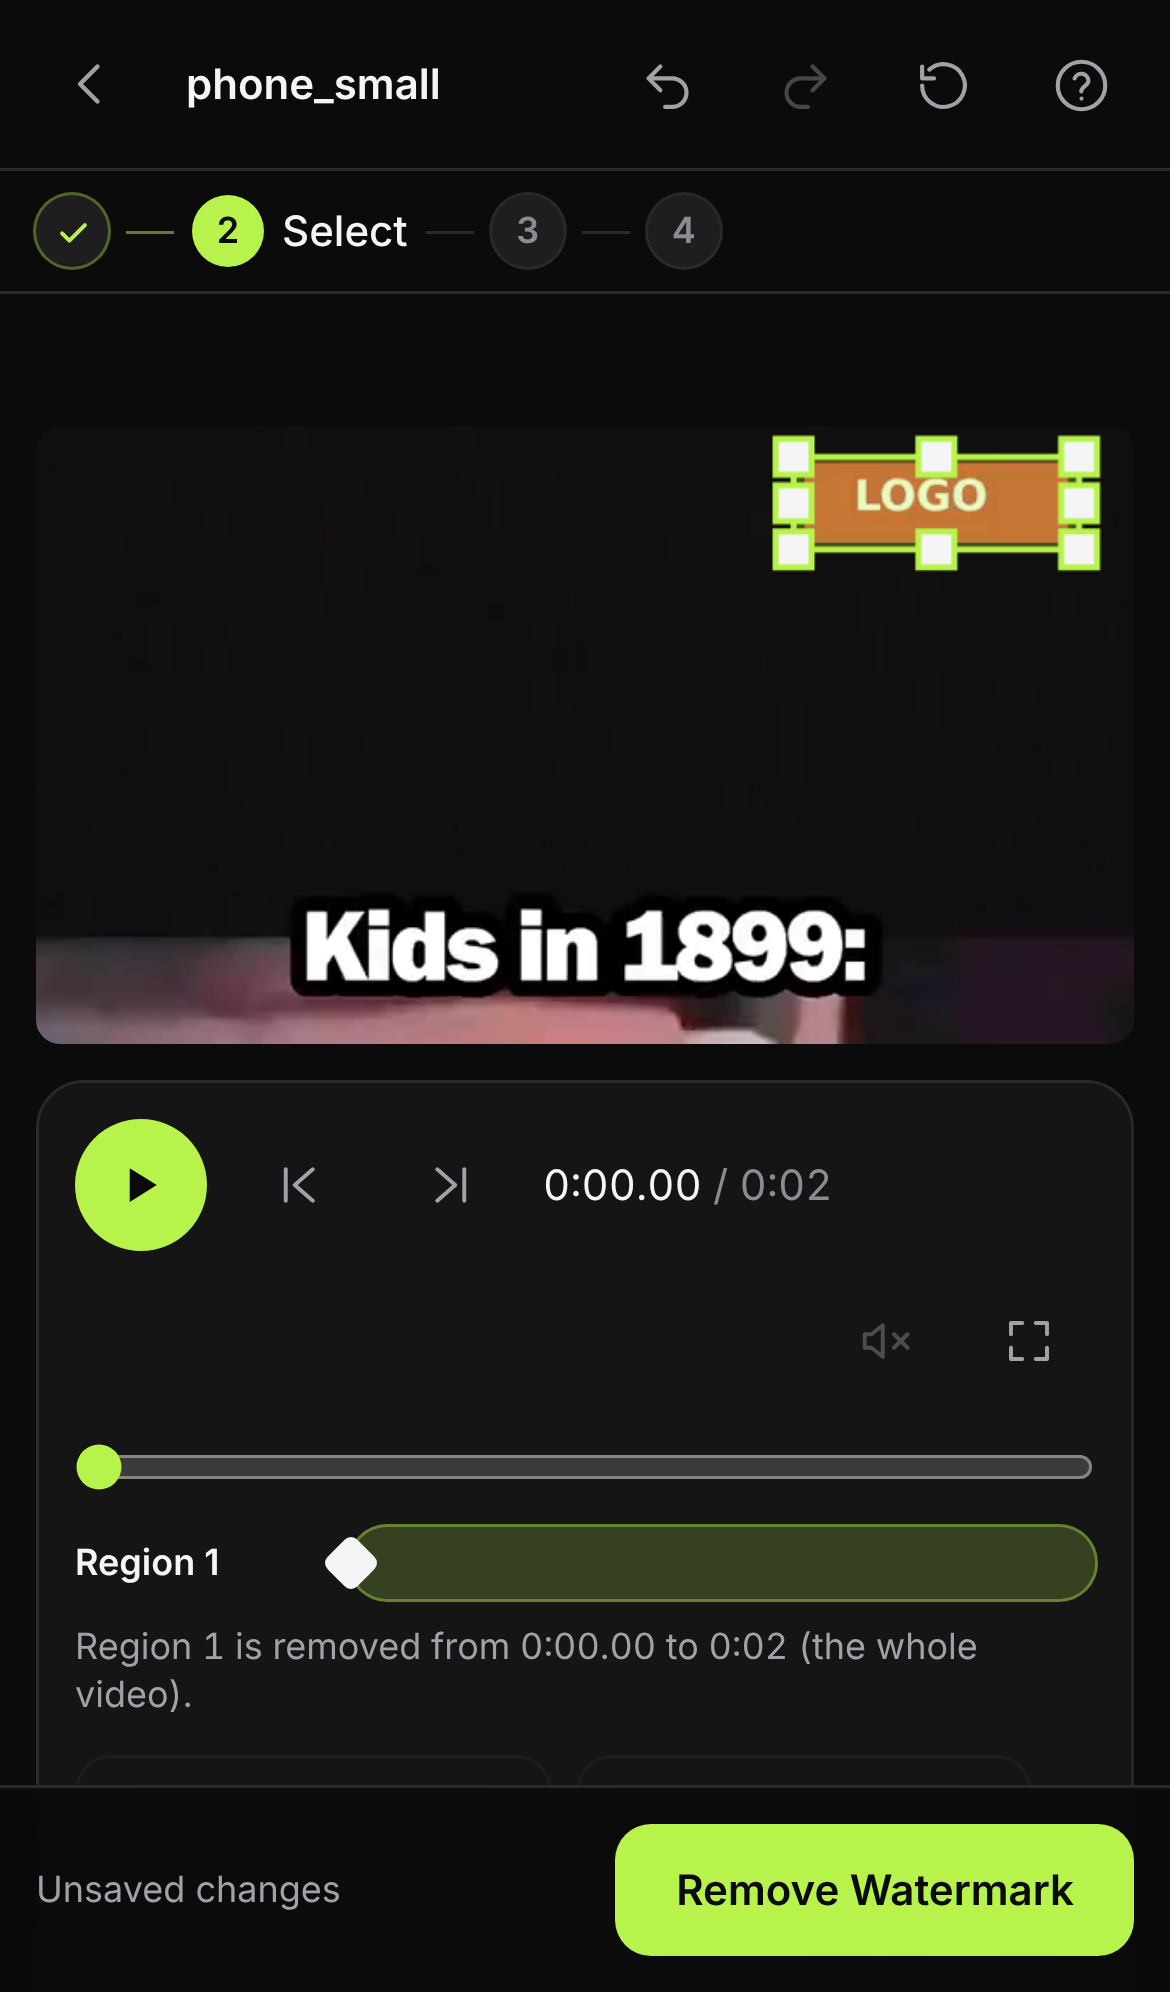 phone_small
2 Select 3 4
LOGO
Kids in 1899:
0:00.00 / 0:02
Region 1
Region 1 is removed from 0:00.00 to 0:02 (the whole
video).
Unsaved changes
Remove Watermark